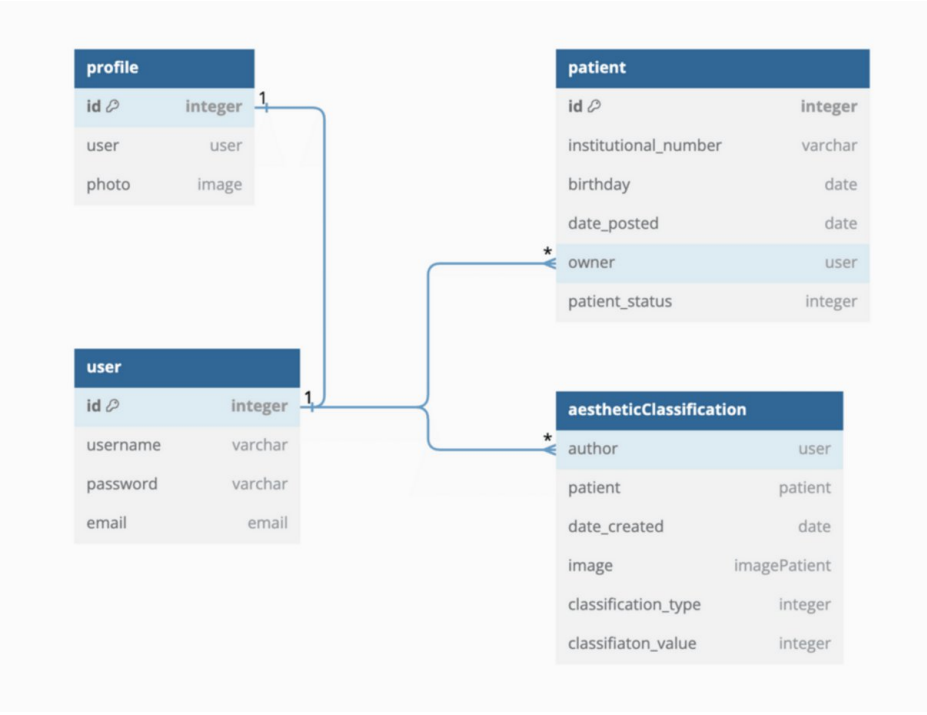 profile
id integer
user user
photo image
1
patient
id integer
institutional_number varchar
birthday date
date_posted date
* owner user
patient_status integer
user
id integer
username varchar
password varchar
email email
1
aestheticClassification
* author user
patient patient
date_created date
image imagePatient
classification_type integer
classifiaton_value integer